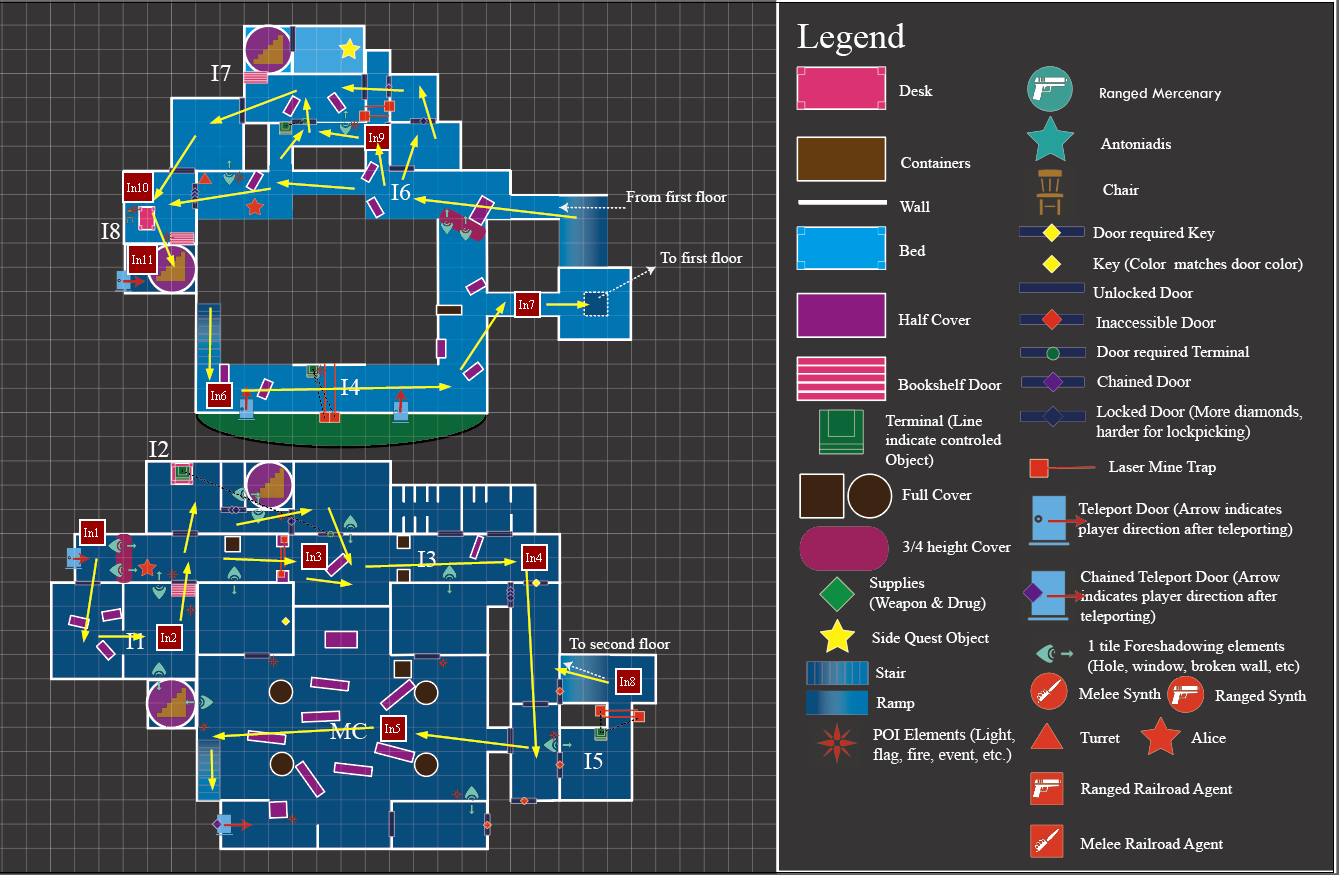 I7
In9
In10
I6
From first floor
I8
In11
To first floor
In7
In6
I4
I2
In1
In3
I3
In4
I1
In2
To second floor
In8
MC
In5
I5
Legend
Desk
Containers
Wall
Bed
Half Cover
Bookshelf Door
Terminal (Line
indicate controled
Object)
Full Cover
3/4 height Cover
Supplies
(Weapon & Drug)
Side Quest Object
Stair
Ramp
POI Elements (Light,
flag, fire, event, etc.)
Ranged Mercenary
Antoniadis
Chair
Door required Key
Key (Color matches door color)
Unlocked Door
Inaccessible Door
Door required Terminal
Chained Door
Locked Door (More diamonds,
harder for lockpicking)
Laser Mine Trap
Teleport Door (Arrow indicates
player direction after teleporting)
Chained Teleport Door (Arrow
indicates player direction after
teleporting)
1 tile Foreshadowing elements
(Hole, window, broken wall, etc)
Melee Synth
Ranged Synth
Turret
Alice
Ranged Railroad Agent
Melee Railroad Agent